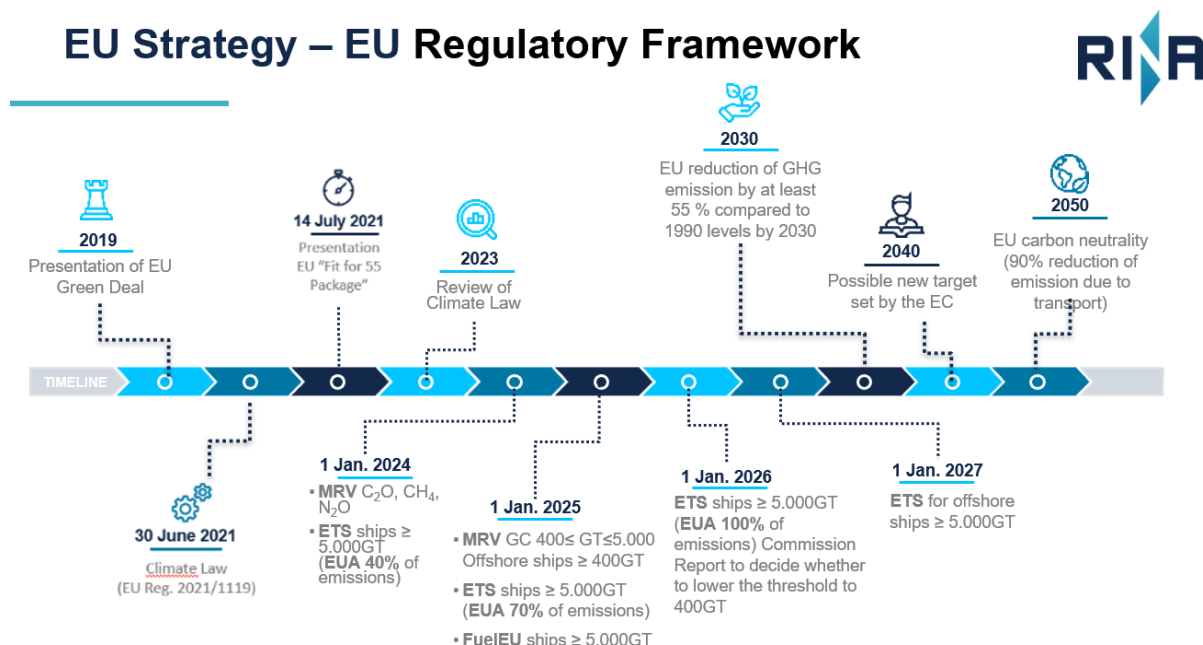 EU Strategy – EU Regulatory Framework
RINA
2019
Presentation of EU
Green Deal
14 July 2021
Presentation
EU "Fit for 55
Package"
2023
Review of
Climate Law
2030
EU reduction of GHG
emission by at least
55 % compared to
1990 levels by 2030
2040
Possible new target
set by the EC
2050
EU carbon neutrality
(90% reduction of
emission due to
transport)
TIMELINE
30 June 2021
Climate Law
(EU Reg. 2021/1119)
1 Jan. 2024
• MRV C₂O, CH₄,
N₂O
• ETS ships ≥
5.000GT
(EUA 40% of
emissions)
1 Jan. 2025
• MRV GC 400≤ GT≤5.000
Offshore ships ≥ 400GT
• ETS ships ≥ 5.000GT
(EUA 70% of emissions)
• FuelEU ships ≥ 5.000GT
1 Jan. 2026
ETS ships ≥ 5.000GT
(EUA 100% of
emissions) Commission
Report to decide whether
to lower the threshold to
400GT
1 Jan. 2027
ETS for offshore
ships ≥ 5.000GT